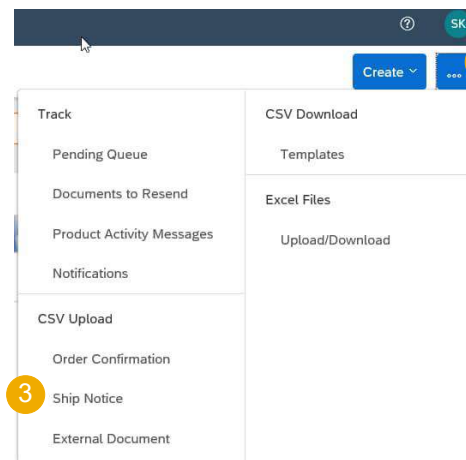 SK
Create
Track
Pending Queue
Documents to Resend
Product Activity Messages
Notifications
CSV Upload
Order Confirmation
3
Ship Notice
External Document
CSV Download
Templates
Excel Files
Upload/Download